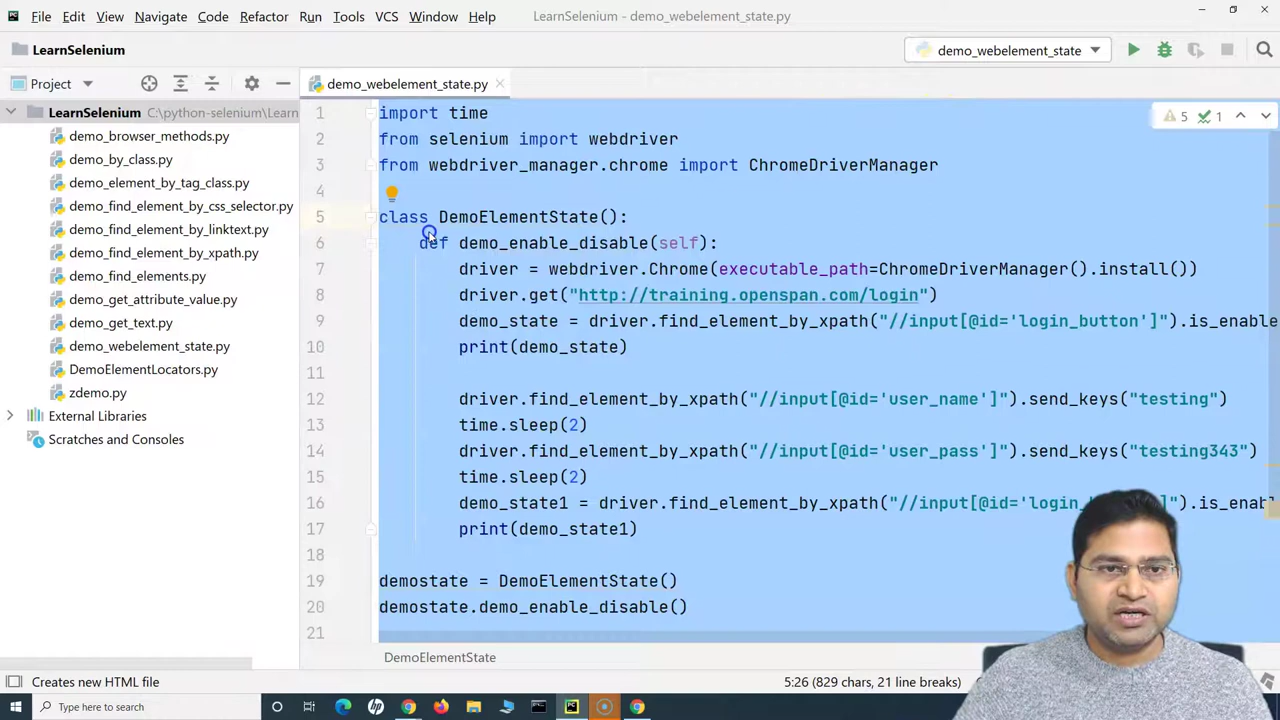 File Edit View Navigate Code Refactor Run Tools VCS Window Help LearnSelenium - demo_webelement_state.py
LearnSelenium demo_webelement_state
Project demo_webelement_state.py
LearnSelenium C:\python-selenium\Learn
demo_browser_methods.py
demo_by_class.py
demo_element_by_tag_class.py
demo_find_element_by_css_selector.py
demo_find_element_by_linktext.py
demo_find_element_by_xpath.py
demo_find_elements.py
demo_get_attribute_value.py
demo_get_text.py
demo_webelement_state.py
DemoElementLocators.py
zdemo.py
External Libraries
Scratches and Consoles
5 1
1 import time
2 from selenium import webdriver
3 from webdriver_manager.chrome import ChromeDriverManager
4
5 class DemoElementState():
6 def demo_enable_disable(self):
7 driver = webdriver.Chrome(executable_path=ChromeDriverManager().install())
8 driver.get("http://training.openspan.com/login")
9 demo_state = driver.find_element_by_xpath("//input[@id='login_button']").is_enable
10 print(demo_state)
11
12 driver.find_element_by_xpath("//input[@id='user_name']").send_keys("testing")
13 time.sleep(2)
14 driver.find_element_by_xpath("//input[@id='user_pass']").send_keys("testing343")
15 time.sleep(2)
16 demo_state1 = driver.find_element_by_xpath("//input[@id='login_ ]").is_enabl
17 print(demo_state1)
18
19 demostate = DemoElementState()
20 demostate.demo_enable_disable()
21
DemoElementState
Creates new HTML file 5:26 (829 chars, 21 line breaks)
Type here to search